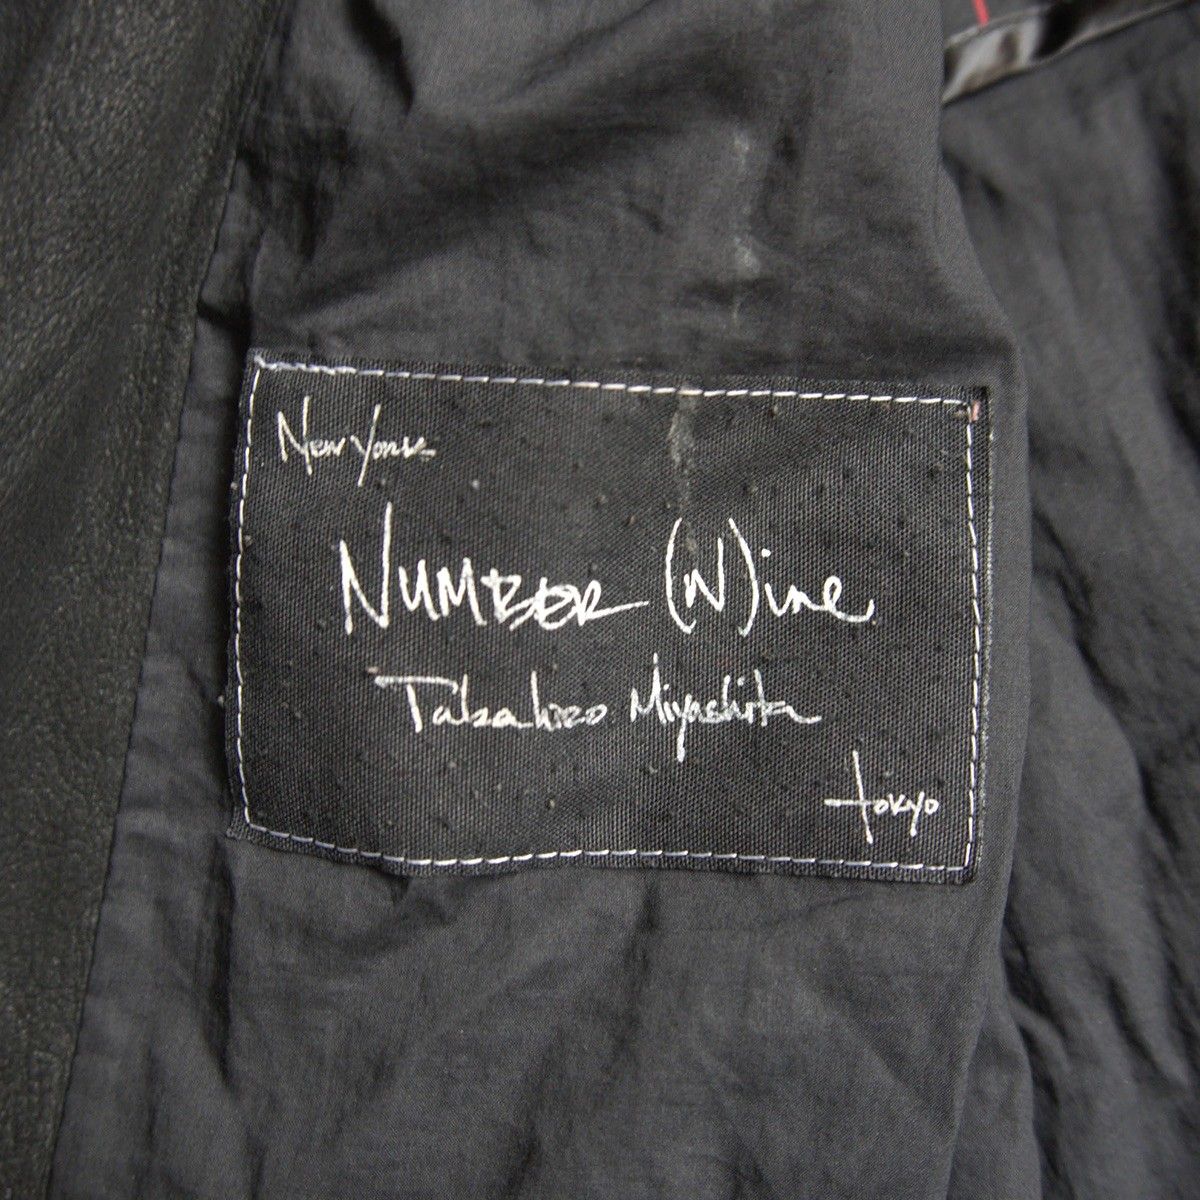 New York
NUMBER (N)ine
Takahiro Miyashita
tokyo